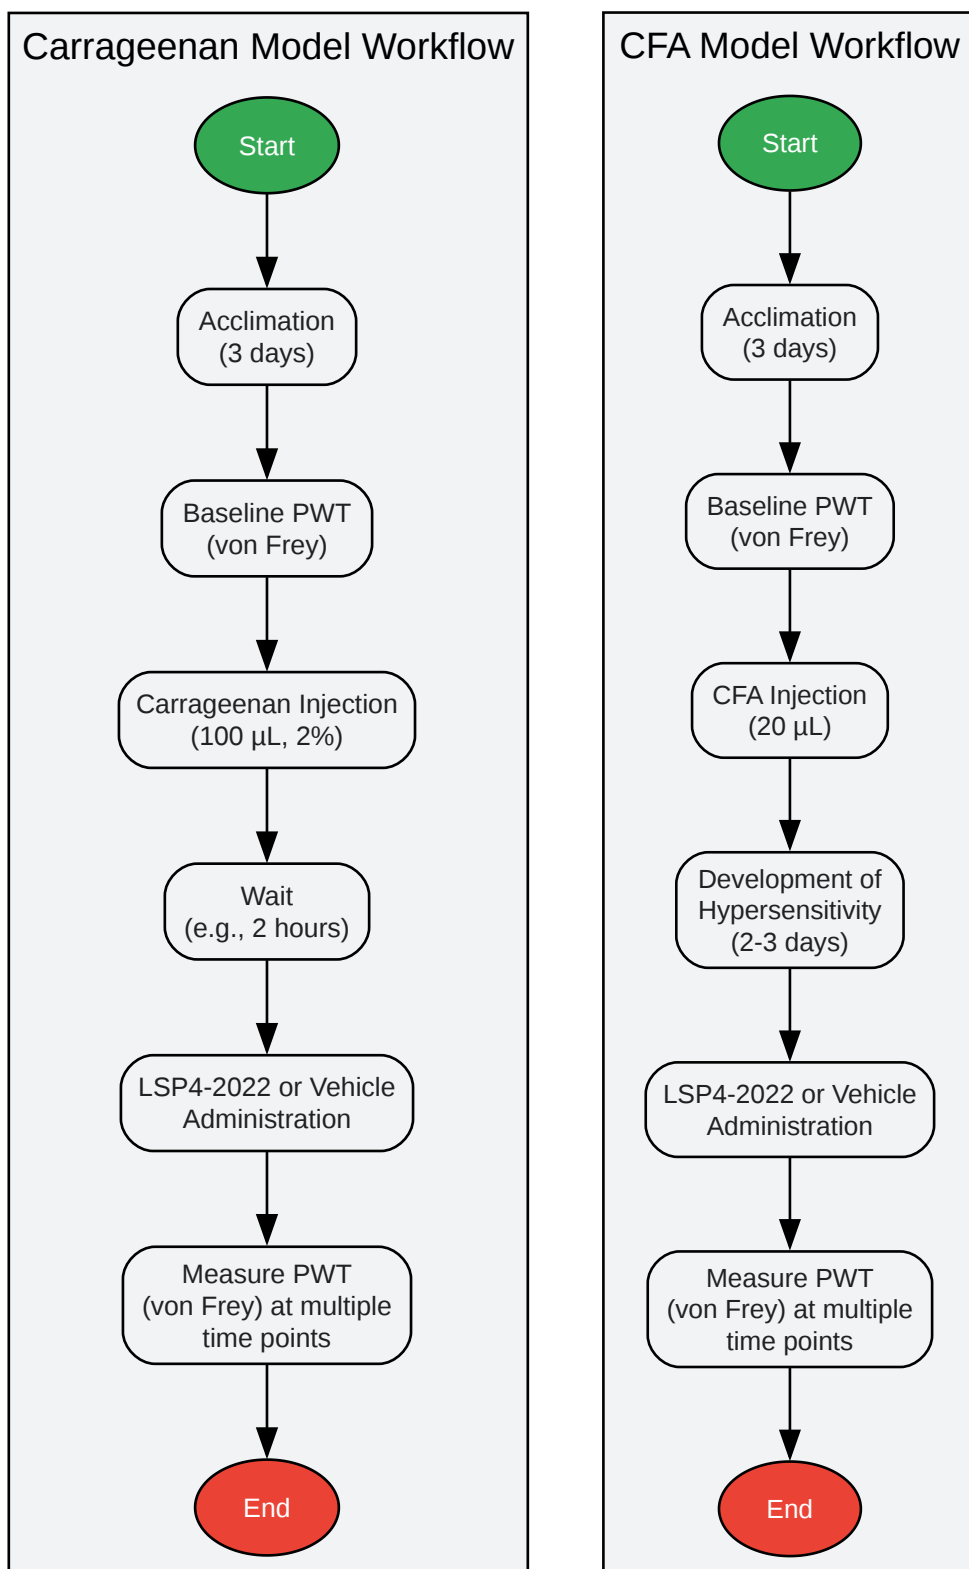 Carrageenan Model Workflow
Start
Acclimation
(3 days)
Baseline PWT
(von Frey)
Carrageenan Injection
(100 µL, 2%)
Wait
(e.g., 2 hours)
LSP4-2022 or Vehicle
Administration
Measure PWT
(von Frey) at multiple
time points
End
CFA Model Workflow
Start
Acclimation
(3 days)
Baseline PWT
(von Frey)
CFA Injection
(20 µL)
Development of
Hypersensitivity
(2-3 days)
LSP4-2022 or Vehicle
Administration
Measure PWT
(von Frey) at multiple
time points
End